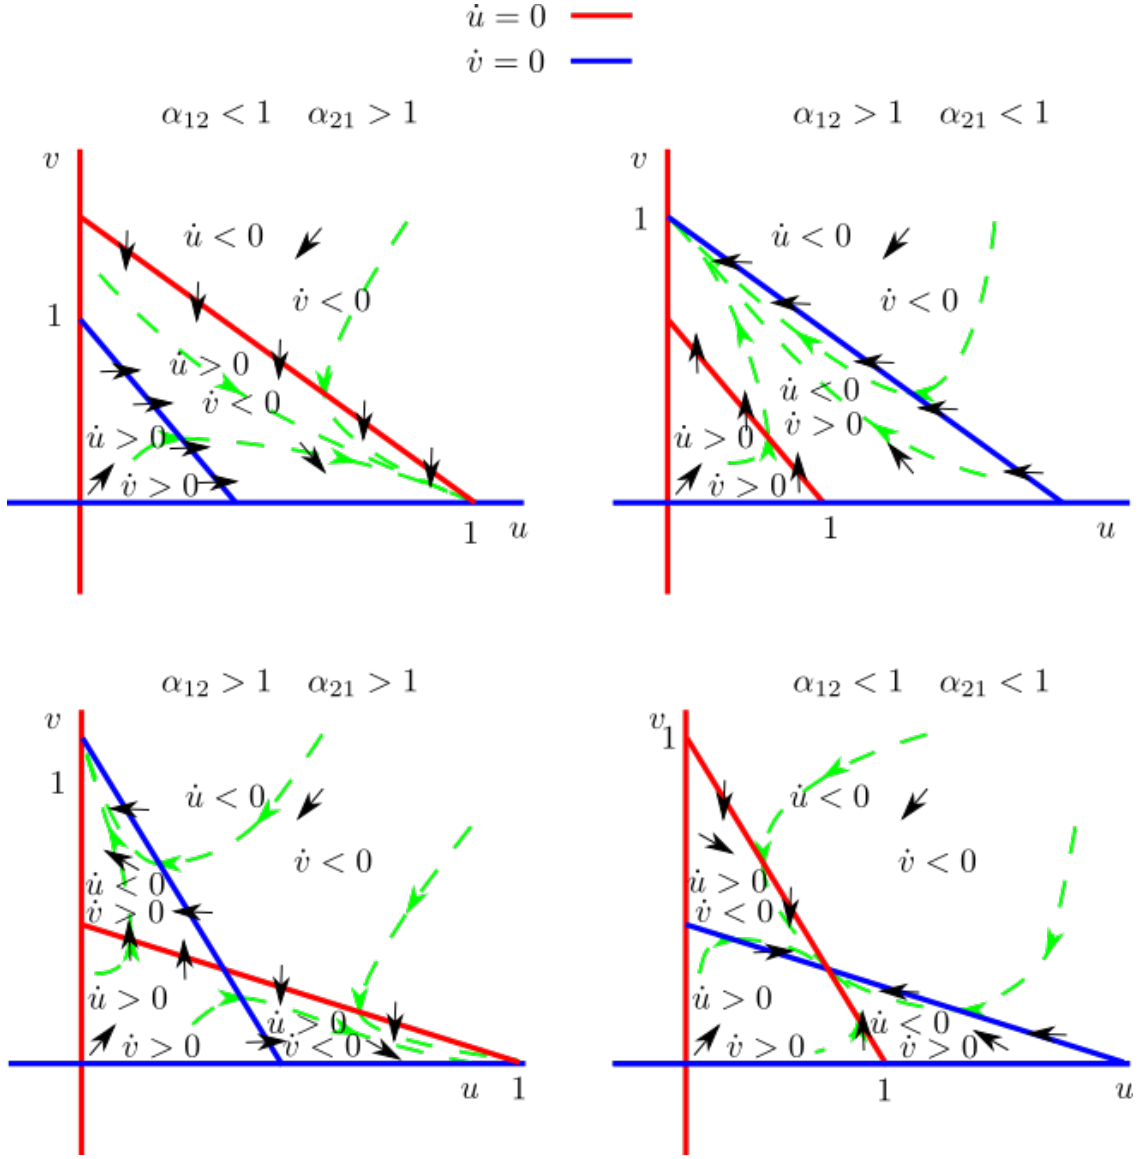 u̇ = 0
v̇ = 0
α₁₂ < 1 α₂₁ > 1
v
u̇ < 0
v̇ < 0
1
u̇ > 0
v̇ < 0
u̇ > 0
v̇ > 0
1
u
α₁₂ > 1 α₂₁ < 1
v
1
u̇ < 0
v̇ < 0
u̇ < 0
v̇ > 0
u̇ > 0
v̇ > 0
1
u
α₁₂ > 1 α₂₁ > 1
v
1
u̇ < 0
v̇ < 0
u̇ < 0
v̇ > 0
u̇ > 0
v̇ > 0
u̇ > 0
v̇ < 0
u
1
α₁₂ < 1 α₂₁ < 1
v
1
u̇ < 0
v̇ < 0
u̇ > 0
v̇ < 0
u̇ > 0
v̇ > 0
u̇ < 0
v̇ > 0
1
u